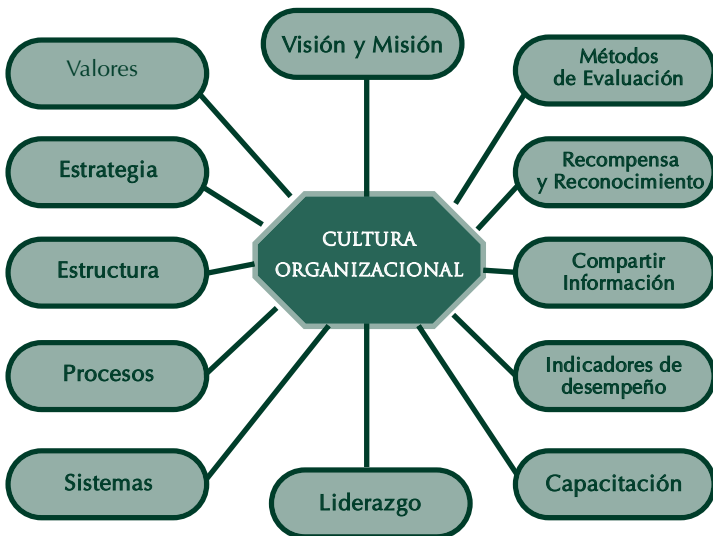 Visión y Misión
Valores
Métodos
de Evaluación
Estrategia
Recompensa
y Reconocimiento
CULTURA
ORGANIZACIONAL
Estructura
Compartir
Información
Procesos
Indicadores de
desempeño
Sistemas
Liderazgo
Capacitación